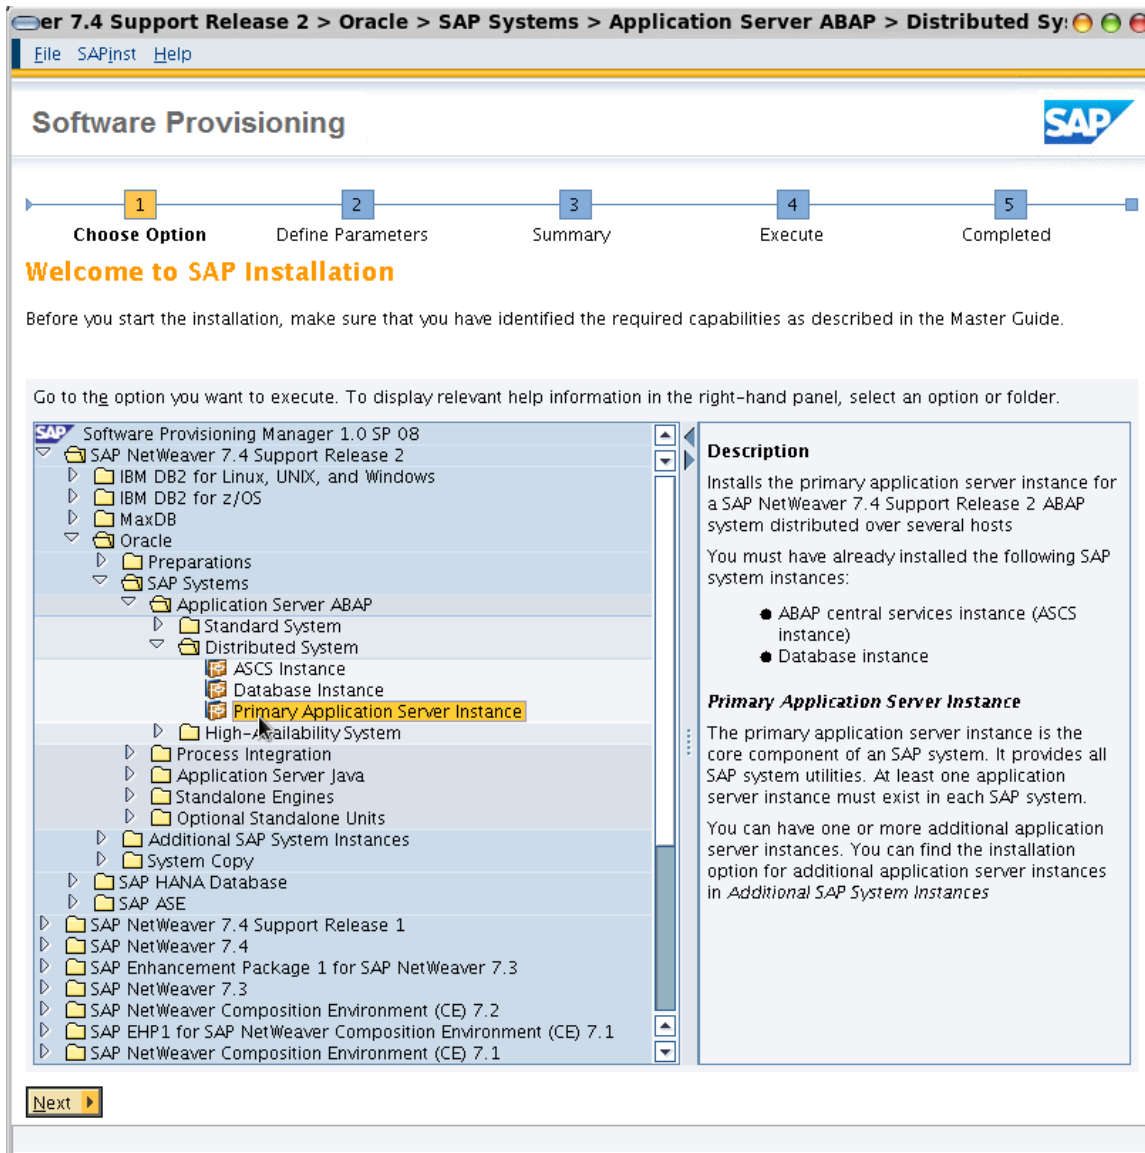 er 7.4 Support Release 2 > Oracle > SAP Systems > Application Server ABAP > Distributed Sy
File SAPinst Help
Software Provisioning
SAP
1
2
3
4
5
Choose Option
Define Parameters
Summary
Execute
Completed
Welcome to SAP Installation
Before you start the installation, make sure that you have identified the required capabilities as described in the Master Guide.
Go to the option you want to execute. To display relevant help information in the right-hand panel, select an option or folder.
SAP Software Provisioning Manager 1.0 SP 08
SAP NetWeaver 7.4 Support Release 2
IBM DB2 for Linux, UNIX, and Windows
IBM DB2 for z/OS
MaxDB
Oracle
Preparations
SAP Systems
Application Server ABAP
Standard System
Distributed System
ASCS Instance
Database Instance
Primary Application Server Instance
High-Availability System
Process Integration
Application Server Java
Standalone Engines
Optional Standalone Units
Additional SAP System Instances
System Copy
SAP HANA Database
SAP ASE
SAP NetWeaver 7.4 Support Release 1
SAP NetWeaver 7.4
SAP Enhancement Package 1 for SAP NetWeaver 7.3
SAP NetWeaver 7.3
SAP NetWeaver Composition Environment (CE) 7.2
SAP EHP1 for SAP NetWeaver Composition Environment (CE) 7.1
SAP NetWeaver Composition Environment (CE) 7.1
Description
Installs the primary application server instance for
a SAP NetWeaver 7.4 Support Release 2 ABAP
system distributed over several hosts
You must have already installed the following SAP
system instances:
● ABAP central services instance (ASCS
instance)
● Database instance
Primary Application Server Instance
The primary application server instance is the
core component of an SAP system. It provides all
SAP system utilities. At least one application
server instance must exist in each SAP system.
You can have one or more additional application
server instances. You can find the installation
option for additional application server instances
in Additional SAP System Instances
Next